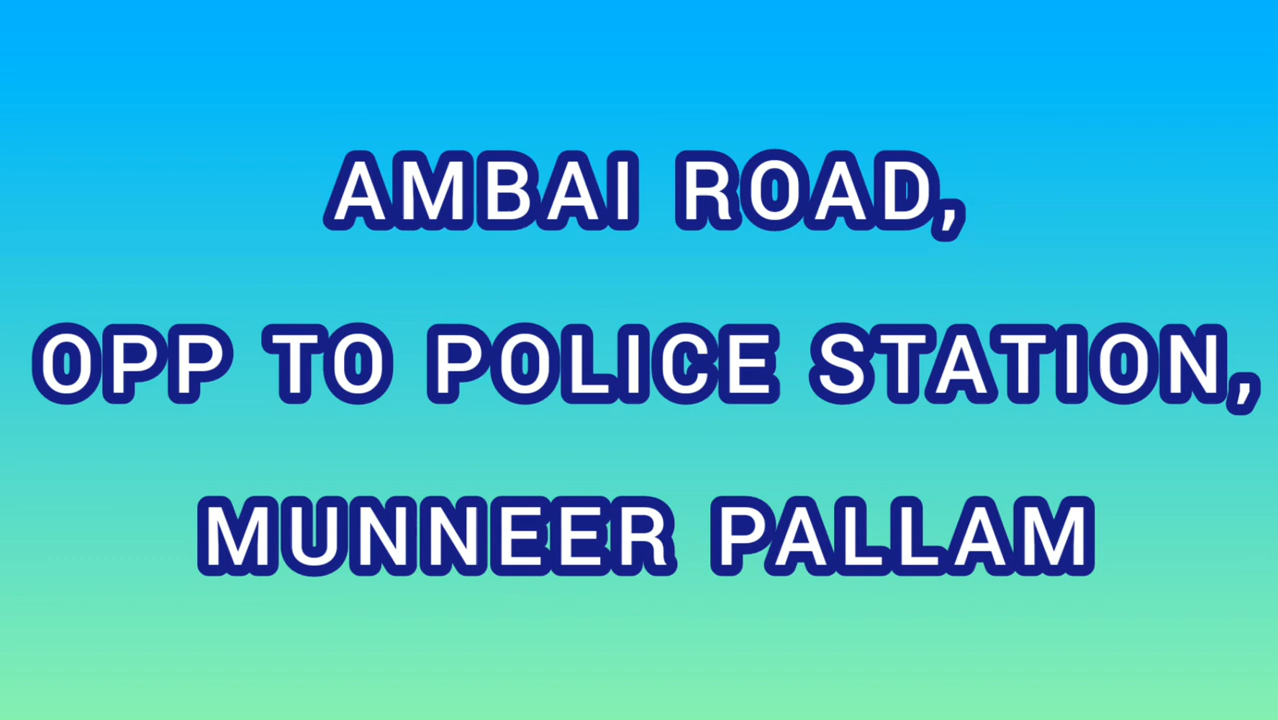 AMBAI ROAD,
OPP TO POLICE STATION,
MUNNEER PALLAM